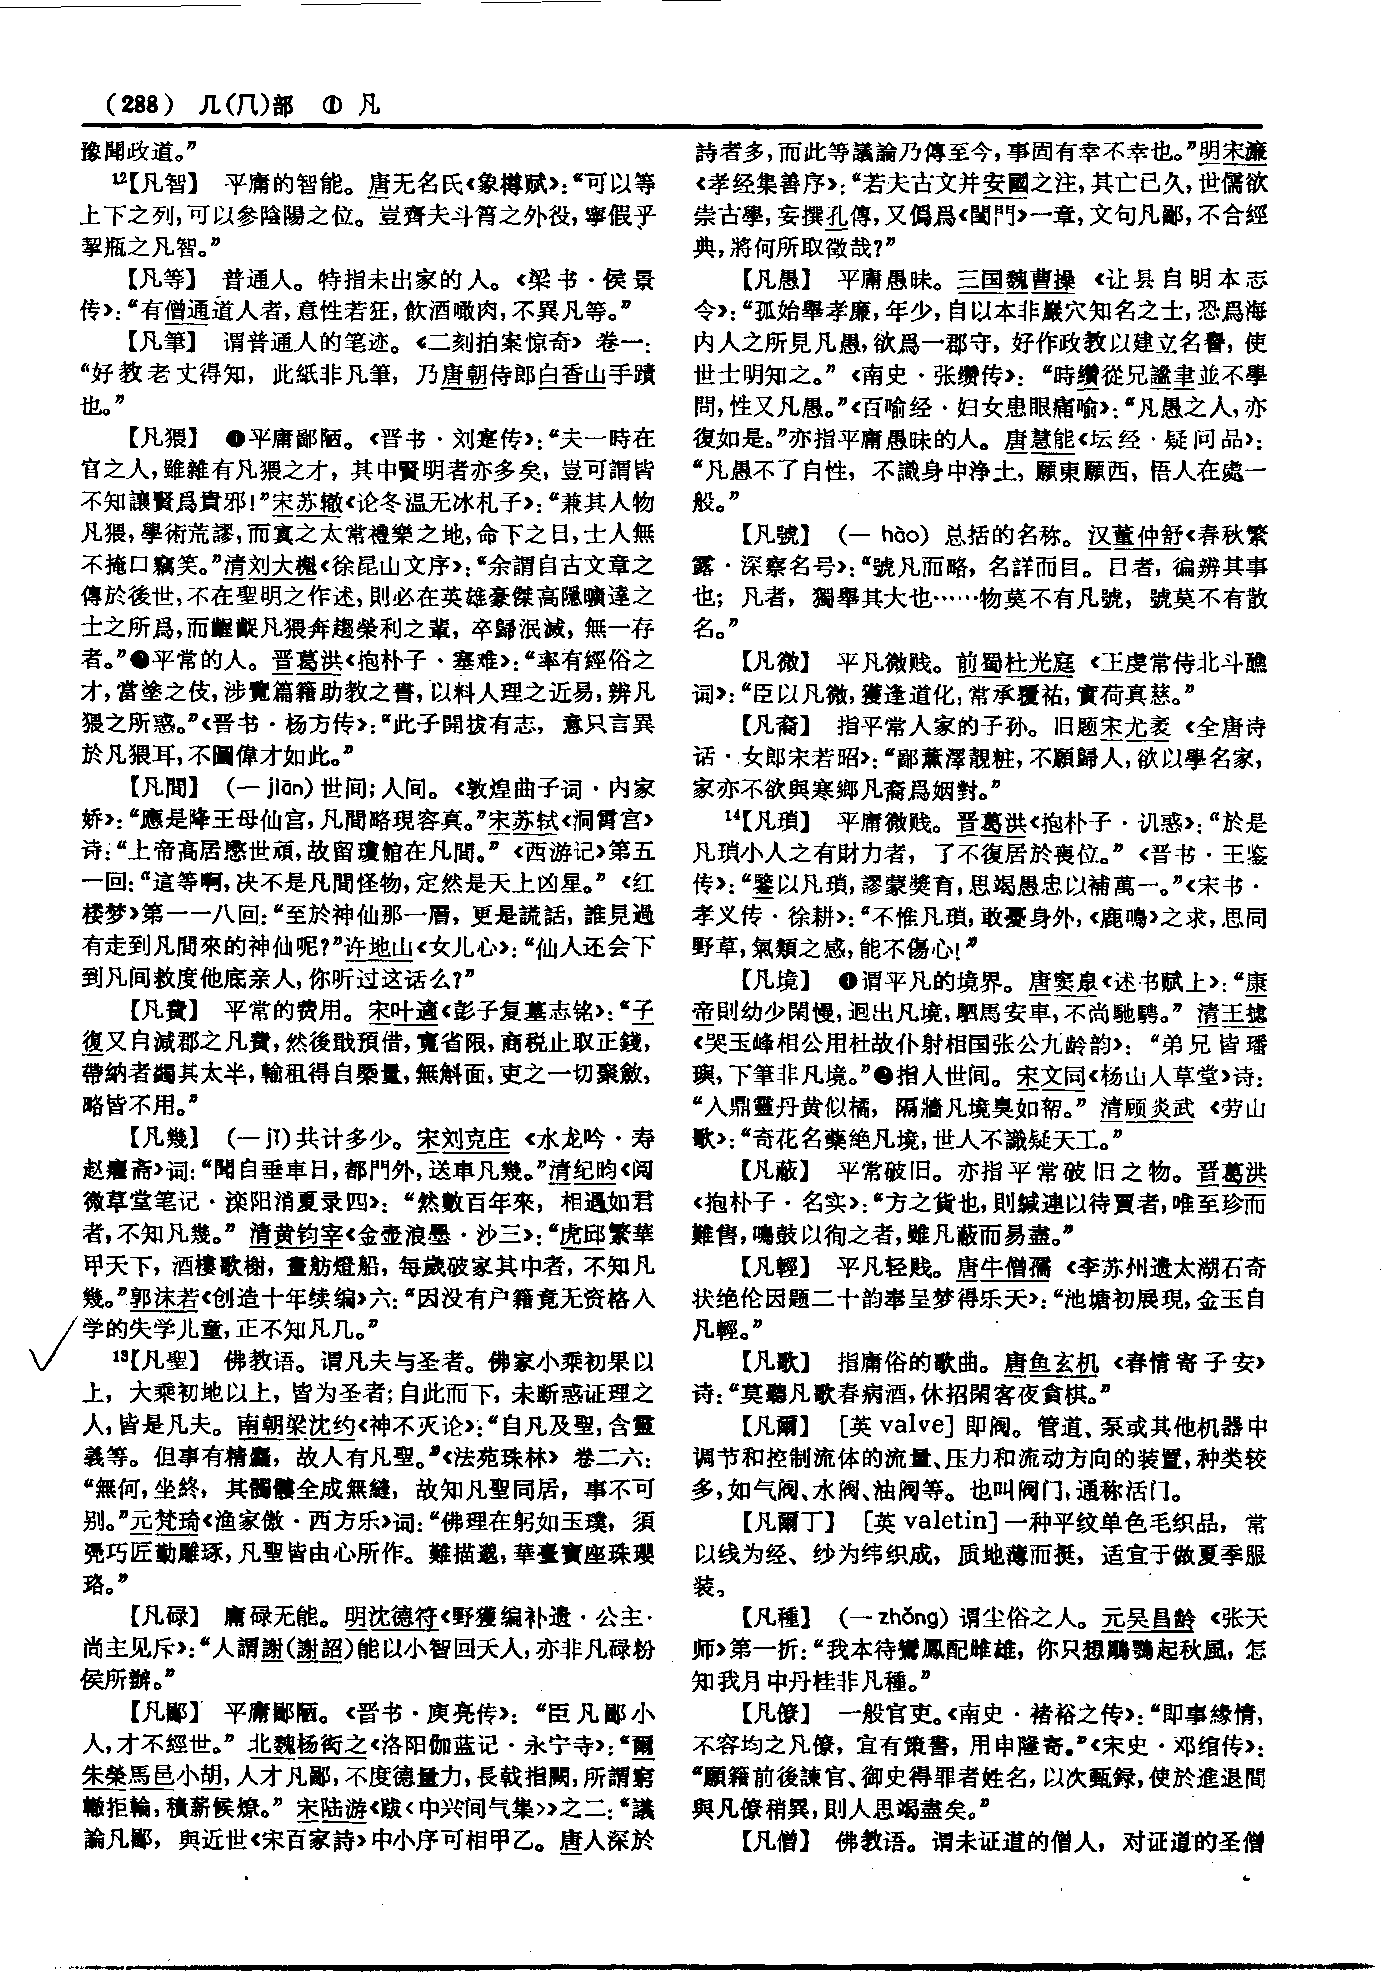 (288) 几(𠘨)部 ① 凡
豫聞政道。”
12【凡智】 平庸的智能。唐无名氏《象樽赋》：“可以等
上下之列，可以参陰陽之位。豈齊夫斗筲之外役，寧假乎
挈瓶之凡智。”
【凡等】 普通人。特指未出家的人。《梁书·侯景
传》：“有僧通道人者，意性若狂，飲酒噉肉，不異凡等。”
【凡筆】 谓普通人的笔迹。《二刻拍案惊奇》卷一：
“好教老丈得知，此紙非凡筆，乃唐朝侍郎白香山手蹟
也。”
【凡猥】 ❶平庸鄙陋。《晋书·刘寔传》：“夫一時在
官之人，雖雜有凡猥之才，其中賢明者亦多矣，豈可謂皆
不知讓賢爲貴邪！”宋苏辙《论冬温无冰札子》：“兼其人物
凡猥，學術荒謬，而寘之太常禮樂之地，命下之日，士人無
不掩口竊笑。”清刘大櫆《徐昆山文序》：“余謂自古文章之
傳於後世，不在聖明之作述，則必在英雄豪傑高隱曠達之
士之所爲，而齷齪凡猥奔趨榮利之輩，卒歸泯滅，無一存
者。”❷平常的人。晋葛洪《抱朴子·塞难》：“率有經俗之
才，當塗之伎，涉覽篇籍助教之書，以料人理之近易，辨凡
猥之所惑。”《晋书·杨方传》：“此子開拔有志，意只言異
於凡猥耳，不圖偉才如此。”
【凡間】 (一jiān)世间；人间。《敦煌曲子词·内家
娇》：“應是降王母仙宫，凡間略現容真。”宋苏轼《洞霄宫》
诗：“上帝高居愍世頑，故留瓊館在凡間。”《西游记》第五
一回：“這等啊，决不是凡間怪物，定然是天上凶星。”《红
楼梦》第一一八回：“至於神仙那一層，更是謊話，誰見過
有走到凡間來的神仙呢？”许地山《女儿心》：“仙人还会下
到凡间救度他底亲人，你听过这话么？”
【凡費】 平常的费用。宋叶適《彭子复墓志铭》：“子
復又自減郡之凡費，然後戢預借，寬省限，商税止取正錢，
帶納者蠲其太半，輸租得自槩量，無斛面，吏之一切聚斂，
略皆不用。”
【凡幾】 (一jǐ)共计多少。宋刘克庄《水龙吟·寿
赵癯斋》词：“聞自垂車日，都門外，送車凡幾。”清纪昀《阅
微草堂笔记·滦阳消夏录四》：“然數百年來，相遇如君
者，不知凡幾。”清黄钧宰《金壶浪墨·沙三》：“虎邱繁華
甲天下，酒樓歌榭，畫舫燈船，每歲破家其中者，不知凡
幾。”郭沫若《创造十年续编》六：“因没有户籍竟无资格入
学的失学儿童，正不知凡几。”
13【凡聖】 佛教语。谓凡夫与圣者。佛家小乘初果以
上，大乘初地以上，皆为圣者；自此而下，未断惑证理之
人，皆是凡夫。南朝梁沈约《神不灭论》：“自凡及聖，含靈
義等。但事有精麤，故人有凡聖。”《法苑珠林》卷二六：
“無何，坐終，其髑髏全成無縫，故知凡聖同居，事不可
别。”元梵琦《渔家傲·西方乐》词：“佛理在躬如玉璞，須
凴巧匠勤雕琢，凡聖皆由心所作。難描邈，華臺寶座珠瓔
珞。”
【凡碌】 庸碌无能。明沈德符《野獲编补遗·公主·
尚主见斥》：“人謂謝(謝詔)能以小智回天人，亦非凡碌粉
侯所辦。”
【凡鄙】 平庸鄙陋。《晋书·庾亮传》：“臣凡鄙小
人，才不經世。”北魏杨衒之《洛阳伽蓝记·永宁寺》：“爾
朱榮馬邑小胡，人才凡鄙，不度德量力，長戟指闕，所謂窮
轍拒輪，積薪候燎。”宋陆游《跋〈中兴间气集〉》之二：“議
論凡鄙，與近世《宋百家詩》中小序可相甲乙。唐人深於
詩者多，而此等議論乃傳至今，事固有幸不幸也。”明宋濂
《孝经集善序》：“若夫古文并安國之注，其亡已久，世儒欲
崇古學，妄撰孔傳，又僞爲《閨門》一章，文句凡鄙，不合經
典，將何所取徵哉？”
【凡愚】 平庸愚昧。三国魏曹操《让县自明本志
令》：“孤始舉孝廉，年少，自以本非巖穴知名之士，恐爲海
内人之所見凡愚，欲爲一郡守，好作政教以建立名譽，使
世士明知之。”《南史·张缵传》：“時纘從兄謐聿並不學
問，性又凡愚。”《百喻经·妇女患眼痛喻》：“凡愚之人，亦
復如是。”亦指平庸愚昧的人。唐慧能《坛经·疑问品》：
“凡愚不了自性，不識身中浄土，願東願西，悟人在處一
般。”
【凡號】 (一hào)总括的名称。汉董仲舒《春秋繁
露·深察名号》：“號凡而略，名詳而目。目者，徧辨其事
也；凡者，獨舉其大也……物莫不有凡號，號莫不有散
名。”
【凡微】 平凡微贱。前蜀杜光庭《王虔常侍北斗醮
词》：“臣以凡微，獲逢道化，常承覆祐，實荷真慈。”
【凡裔】 指平常人家的子孙。旧题宋尤袤《全唐诗
话·女郎宋若昭》：“鄙薰澤靚粧，不願歸人，欲以學名家，
家亦不欲與寒鄉凡裔爲姻對。”
14【凡瑣】 平庸微贱。晋葛洪《抱朴子·讥惑》：“於是
凡瑣小人之有財力者，了不復居於喪位。”《晋书·王鉴
传》：“鑒以凡瑣，謬蒙奬育，思竭愚忠以補萬一。”《宋书·
孝义传·徐耕》：“不惟凡瑣，敢憂身外，《鹿鳴》之求，思同
野草，氣類之感，能不傷心！”
【凡境】 ❶谓平凡的境界。唐窦臮《述书赋上》：“康
帝則幼少閑慢，迥出凡境，駟馬安車，不尚馳騁。”清王摅
《哭玉峰相公用杜故仆射相国张公九龄韵》：“弟兄皆璠
璵，下筆非凡境。”❷指人世间。宋文同《杨山人草堂》诗：
“入鼎靈丹黄似橘，隔牆凡境臭如帤。”清顾炎武《劳山
歌》：“奇花名藥絶凡境，世人不識疑天工。”
【凡蔽】 平常破旧。亦指平常破旧之物。晋葛洪
《抱朴子·名实》：“方之貨也，則緘連以待賈者，唯至珍而
難售，鳴鼓以徇之者，雖凡蔽而易盡。”
【凡輕】 平凡轻贱。唐牛僧孺《李苏州遗太湖石奇
状绝伦因题二十韵奉呈梦得乐天》：“池塘初展現，金玉自
凡輕。”
【凡歌】 指庸俗的歌曲。唐鱼玄机《春情寄子安》
诗：“莫聽凡歌春病酒，休招閑客夜貪棋。”
【凡爾】 [英valve]即阀。管道、泵或其他机器中
调节和控制流体的流量、压力和流动方向的装置，种类较
多，如气阀、水阀、油阀等。也叫阀门，通称活门。
【凡爾丁】 [英valetin]一种平纹单色毛织品，常
以线为经、纱为纬织成，质地薄而挺，适宜于做夏季服
装。
【凡種】 (一zhǒng)谓尘俗之人。元吴昌龄《张天
师》第一折：“我本待鸞鳳配雌雄，你只想鵰鶚起秋風，怎
知我月中丹桂非凡種。”
【凡僚】 一般官吏。《南史·褚裕之传》：“即事緣情，
不容均之凡僚，宜有策書，用申隆寄。”《宋史·邓绾传》：
“願籍前後諫官、御史得罪者姓名，以次甄録，使於進退間
與凡僚稍異，則人思竭盡矣。”
【凡僧】 佛教语。谓未证道的僧人，对证道的圣僧